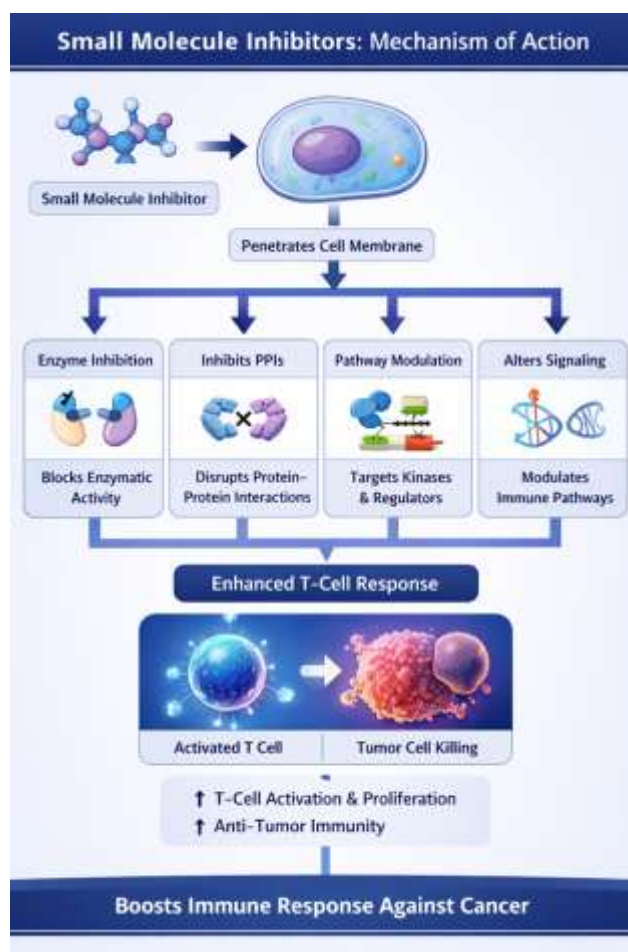 Small Molecule Inhibitors: Mechanism of Action
Small Molecule Inhibitor
Penetrates Cell Membrane
Enzyme Inhibition
Blocks Enzymatic
Activity
Inhibits PPIs
Disrupts Protein-
Protein Interactions
Pathway Modulation
Targets Kinases
& Regulators
Alters Signaling
Modulates
Immune Pathways
Enhanced T-Cell Response
Activated T Cell
Tumor Cell Killing
↑ T-Cell Activation & Proliferation
↑ Anti-Tumor Immunity
Boosts Immune Response Against Cancer